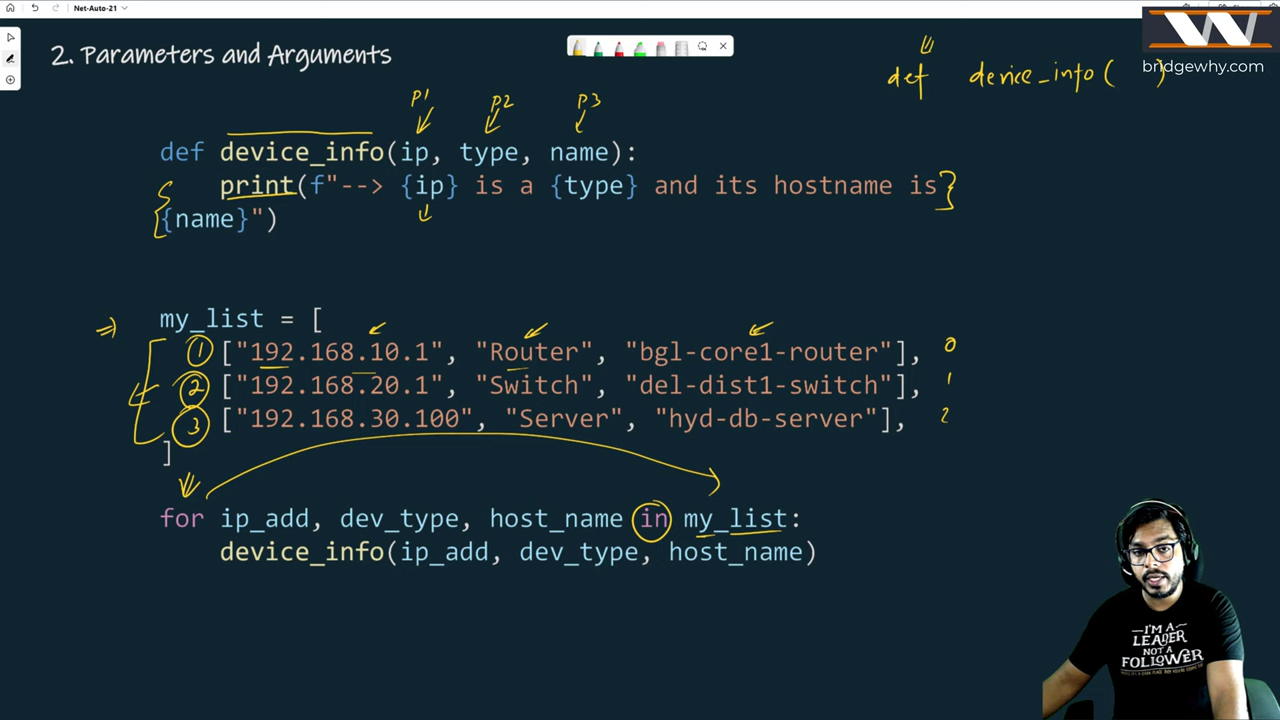 Net-Auto-21
bridgewhy.com
2. Parameters and Arguments
def device_info( )
P1 P2 P3
def device_info(ip, type, name):
print(f"--> {ip} is a {type} and its hostname is
{name}")
my_list = [
1 ["192.168.10.1", "Router", "bgl-core1-router"], 0
2 ["192.168.20.1", "Switch", "del-dist1-switch"], 1
3 ["192.168.30.100", "Server", "hyd-db-server"], 2
]
for ip_add, dev_type, host_name in my_list:
device_info(ip_add, dev_type, host_name)
I'M A
LEADER
NOT A
FOLLOWER